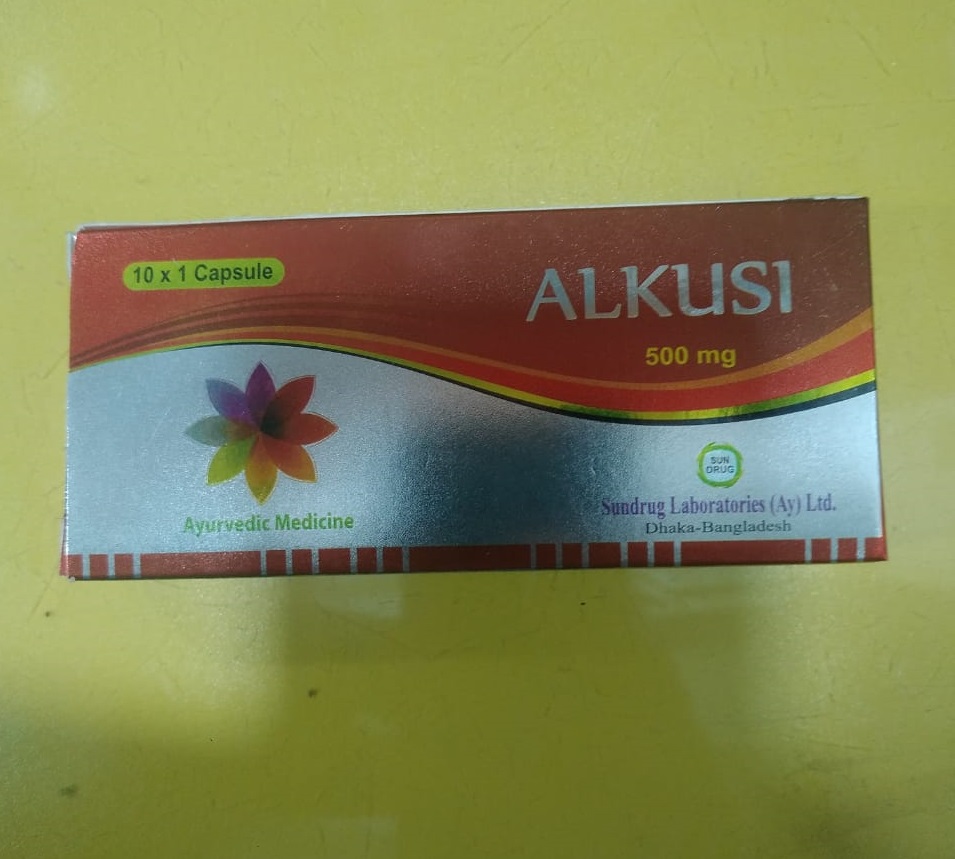 10 x 1 Capsule
ALKUSI
500 mg
SUN
DRUG
Ayurvedic Medicine
Sundrug Laboratories (Ay) Ltd.
Dhaka-Bangladesh